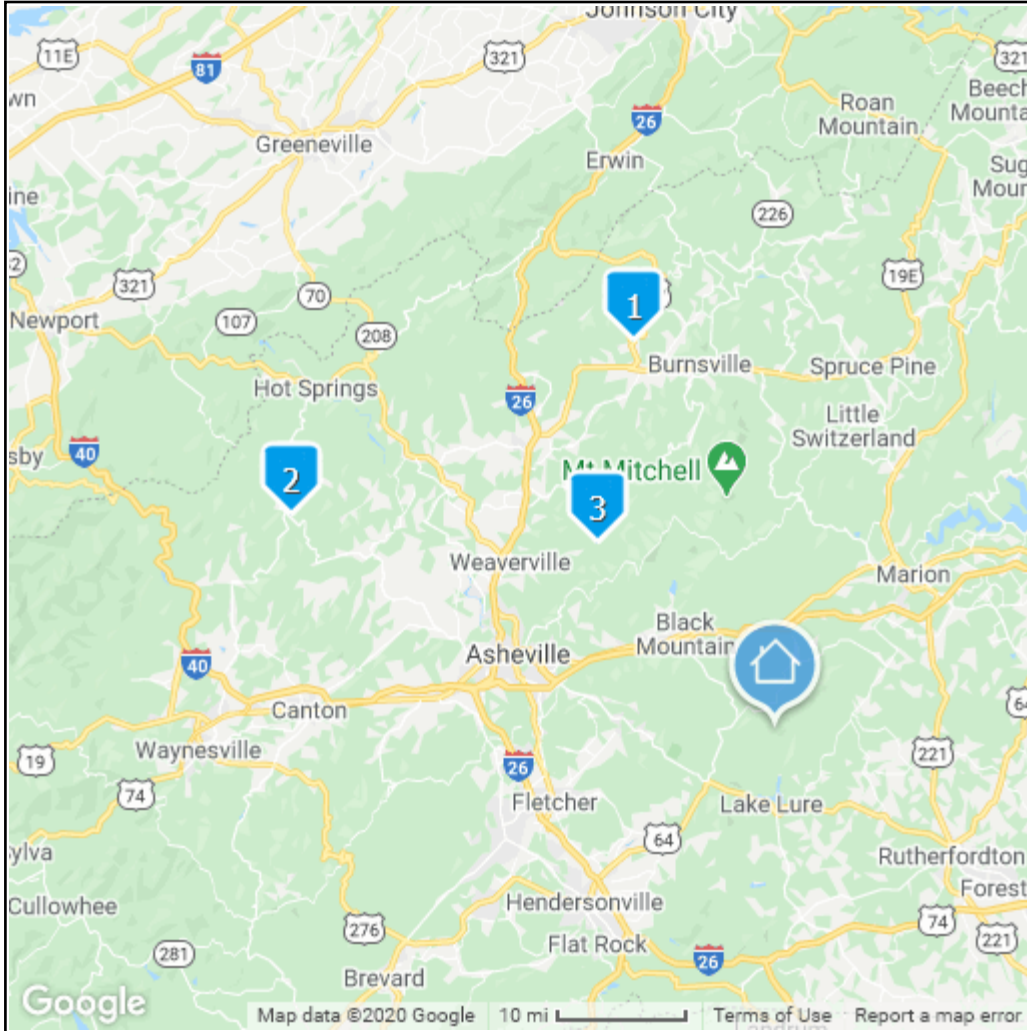 Johnson City
11E
81
321
321
wn
Beech
Mounta
Roan
Mountain
Greeneville
26
Erwin
Sug
Moun
ine
226
321
70
19E
Newport
107
208
1
Burnsville
Spruce Pine
Hot Springs
26
Little
Switzerland
sby
40
2
Mt Mitchell
3
Weaverville
Marion
Black
Mountain
Asheville
40
Canton
64
Waynesville
19
221
26
74
Fletcher
Lake Lure
64
ylva
Rutherfordton
Forest
Cullowhee
Hendersonville
276
74
Flat Rock
221
281
26
Brevard
Google
Map data ©2020 Google
10 mi
Terms of Use
Report a map error